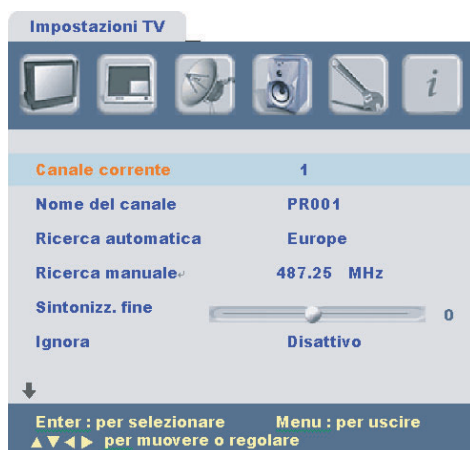 Impostazioni TV
i
Canale corrente 1
Nome del canale PR001
Ricerca automatica Europe
Ricerca manuale↵ 487.25 MHz
Sintonizz. fine 0
Ignora Disattivo
Enter : per selezionare Menu : per uscire
▲▼◄► per muovere o regolare